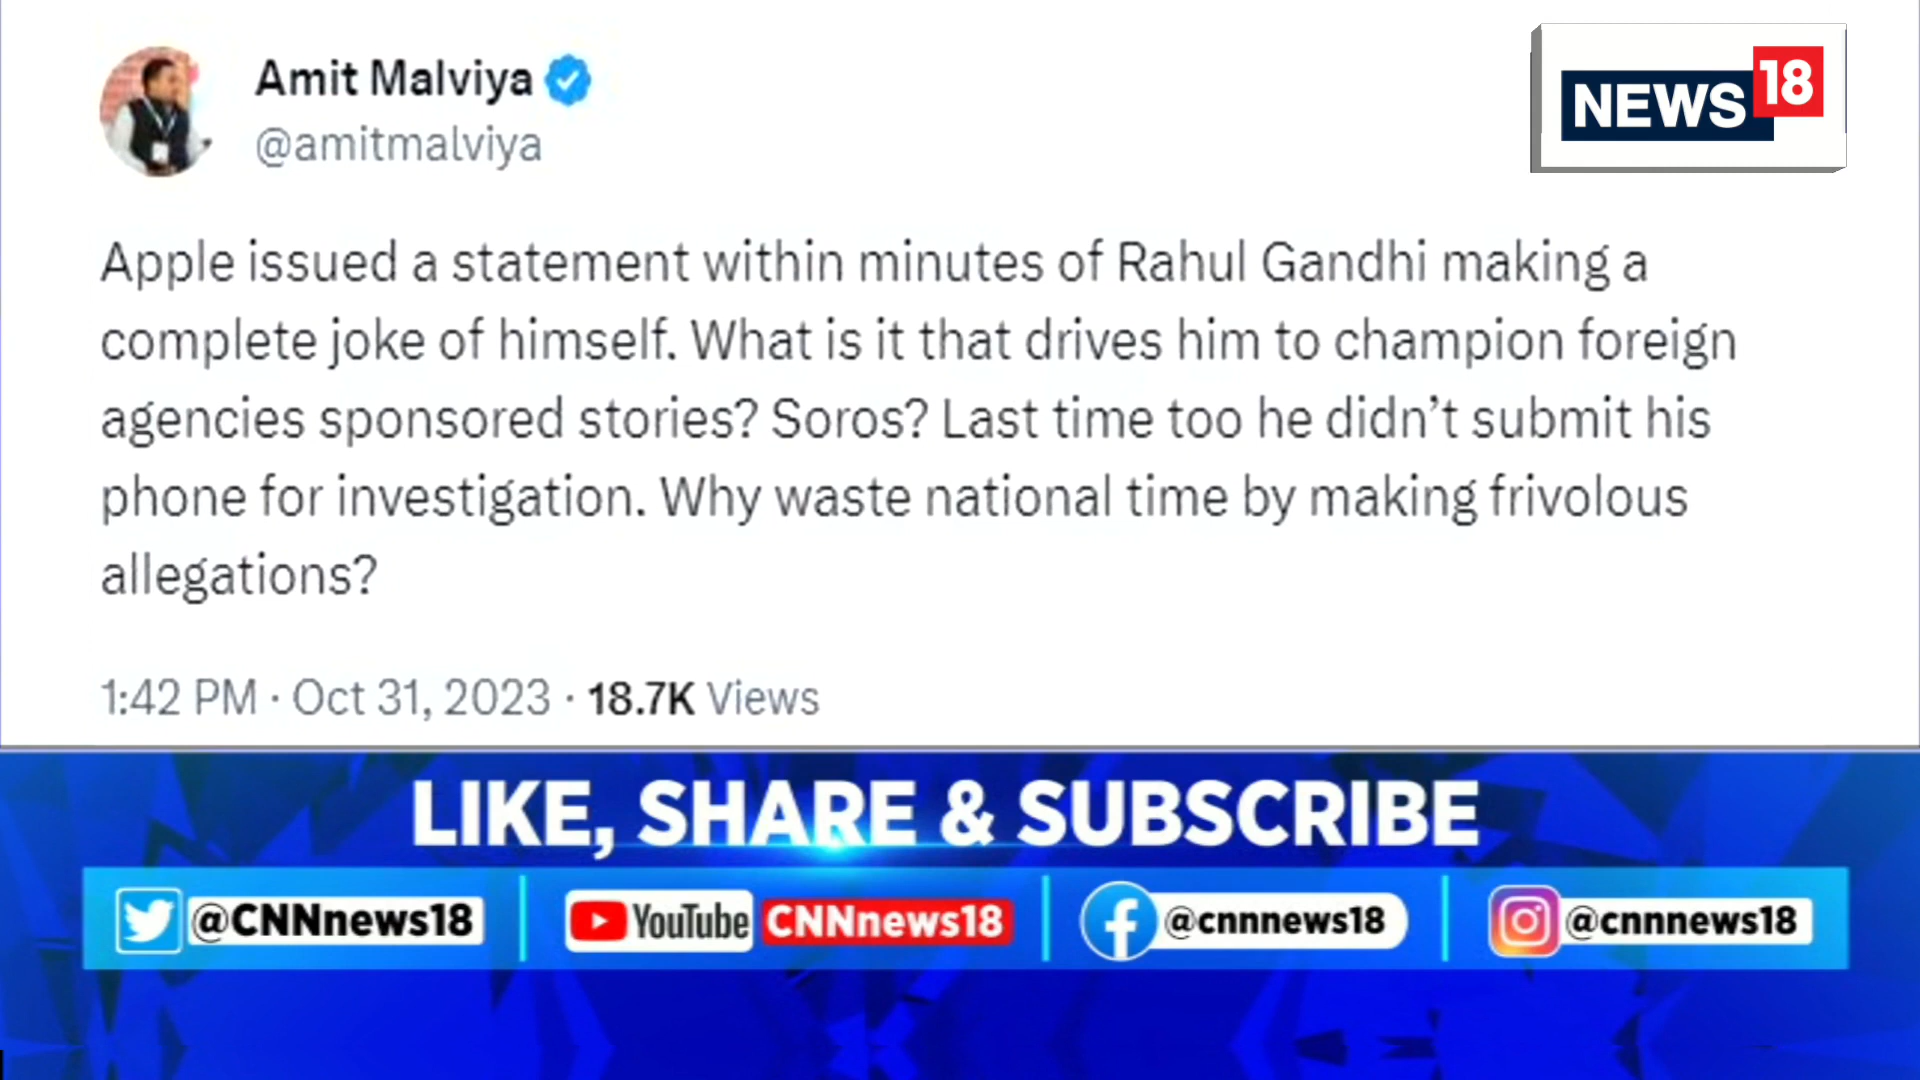 Amit Malviya
@amitmalviya
NEWS 18
Apple issued a statement within minutes of Rahul Gandhi making a
complete joke of himself. What is it that drives him to champion foreign
agencies sponsored stories? Soros? Last time too he didn’t submit his
phone for investigation. Why waste national time by making frivolous
allegations?
1:42 PM · Oct 31, 2023 · 18.7K Views
LIKE, SHARE & SUBSCRIBE
@CNNnews18 YouTube CNNnews18 @cnnnews18 @cnnnews18